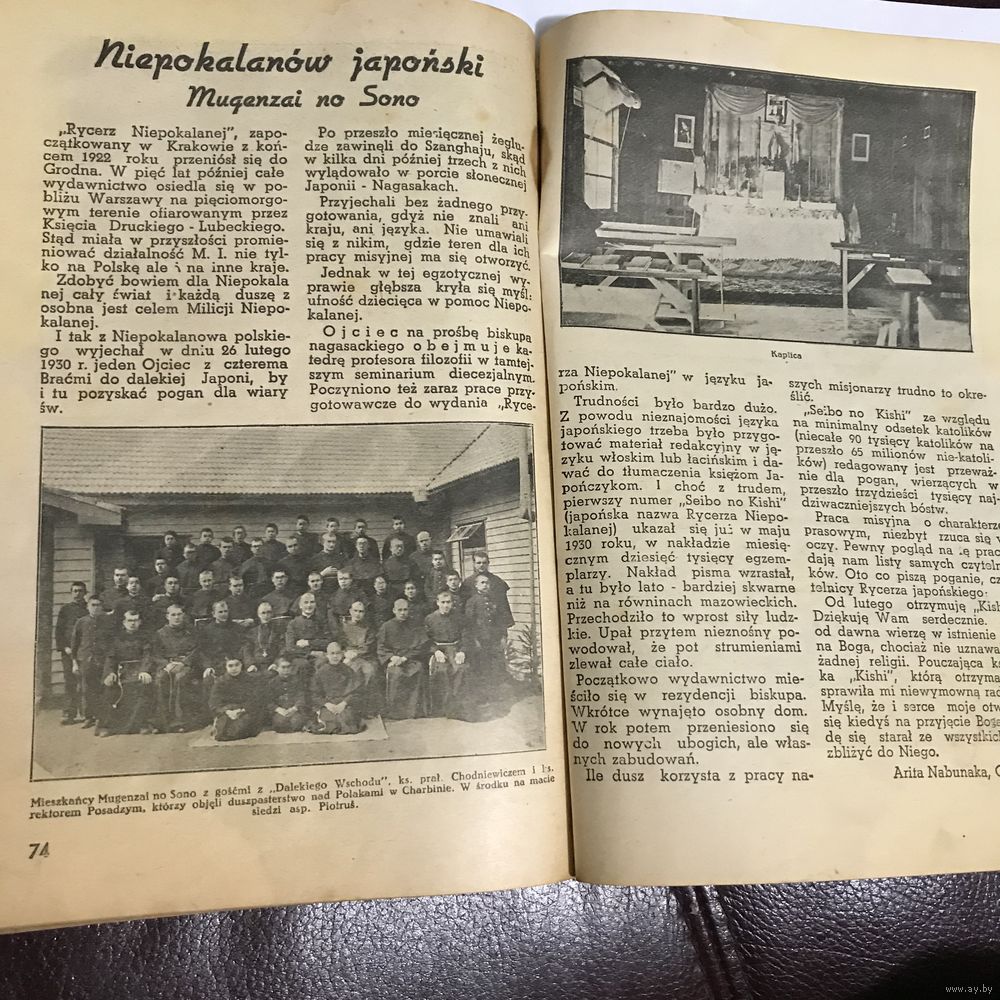 Niepokalanów japoński
Mugenzai no Sono
„Rycerz Niepokalanej", zapo-
czątkowany w Krakowie z koń-
cem 1922 roku przeniósł się do
Grodna. W pięć lat później całe
wydawnictwo osiedla się w po-
bliżu Warszawy na pięciomorgo-
wym terenie ofiarowanym przez
Księcia Druckiego - Lubeckiego.
Stąd miała w przyszłości promie-
niować działalność M. I. nie tyl-
ko na Polskę ale i na inne kraje.
Zdobyć bowiem dla Niepokala
nej cały świat i każdą duszę z
osobna jest celem Milicji Niepo-
kalanej.
I tak z Niepokalanowa polskie-
go wyjechał w dniu 26 lutego
1930 r. jeden Ojciec z czterema
Braćmi do dalekiej Japoni, by
i tu pozyskać pogan dla wiary
św.
Po przeszło miesięcznej żeglu-
dze zawinęli do Szanghaju, skąd
w kilka dni później trzech z nich
wylądowało w porcie słonecznej
Japonii - Nagasakach.
Przyjechali bez żadnego przy-
gotowania, gdyż nie znali ani
kraju, ani języka. Nie umawiali
się z nikim, gdzie teren dla ich
pracy misyjnej ma się otworzyć.
Jednak w tej egzotycznej wy-
prawie głębsza kryła się myśl:
ufność dziecięca w pomoc Niepo-
kalanej.
Ojciec na prośbę biskupa
nagasackiego obejmuje ka-
tedrę profesora filozofii w tamtej-
szym seminarium diecezjalnym.
Poczyniono też zaraz prace przy-
gotowawcze do wydania „Ryce-
Mieszkańcy Mugenzai no Sono z gośćmi z „Dalekiego Wschodu", ks. prał. Chodniewiczem i ks.
rektorem Posadzym, którzy objęli duszpasterstwo nad Polakami w Charbinie. W środku na macie
siedzi asp. Piotruś.
74
Kaplica
rza Niepokalanej" w języku ja-
pońskim.
Trudności było bardzo dużo.
Z powodu nieznajomości języka
japońskiego trzeba było przygo-
tować materiał redakcyjny w ję-
zyku włoskim lub łacińskim i da-
wać do tłumaczenia księżom Ja-
pończykom. I choć z trudem,
pierwszy numer „Seibo no Kishi"
(japońska nazwa Rycerza Niepo-
kalanej) ukazał się już w maju
1930 roku, w nakładzie miesię-
cznym dziesięć tysięcy egzem-
plarzy. Nakład pisma wzrastał,
a tu było lato - bardziej skwarne
niż na równinach mazowieckich.
Przechodziło to wprost siły ludz-
kie. Upał przytem nieznośny po-
wodował, że pot strumieniami
zlewał całe ciało.
Początkowo wydawnictwo mie-
ściło się w rezydencji biskupa.
Wkrótce wynajęto osobny dom.
W rok potem przeniesiono się
do nowych ubogich, ale włas-
nych zabudowań.
Ile dusz korzysta z pracy na-
szych misjonarzy trudno to okre-
ślić.
„Seibo no Kishi" ze względu
na minimalny odsetek katolików
(niecałe 90 tysięcy katolików na
przeszło 65 milionów nie-katoli-
ków) redagowany jest przeważ-
nie dla pogan, wierzących w
przeszło trzydzieści tysięcy naj-
dziwaczniejszych bóstw.
Praca misyjna o charakterze
prasowym, niezbyt rzuca się w
oczy. Pewny pogląd na tę prac
dają nam listy samych czyteln
ków. Oto co piszą poganie, cz
telnicy Rycerza japońskiego:
Od lutego otrzymuję „Kish
Dziękuję Wam serdecznie.
od dawna wierzę w istnienie
na Boga, chociaż nie uznawa
żadnej religii. Pouczająca ks
ka „Kishi", którą otrzyma
sprawiła mi niewymowną rad
Myślę, że i serce moje otw
się kiedyś na przyjęcie Boga
dę się starał ze wszystkich
zbliżyć do Niego.
Arita Nabunaka, O
www.ay.by